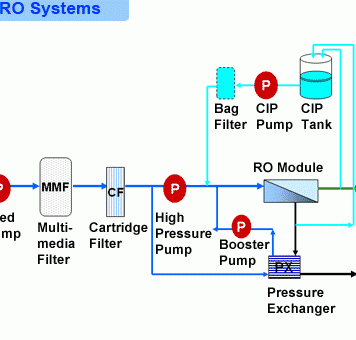 RO Systems
P
Bag
Filter
CIP
Pump
CIP
Tank
RO Module
P
MMF
CF
P
ed
mp
Multi-
media
Filter
Cartridge
Filter
High
Pressure
Pump
P
Booster
Pump
PX
Pressure
Exchanger